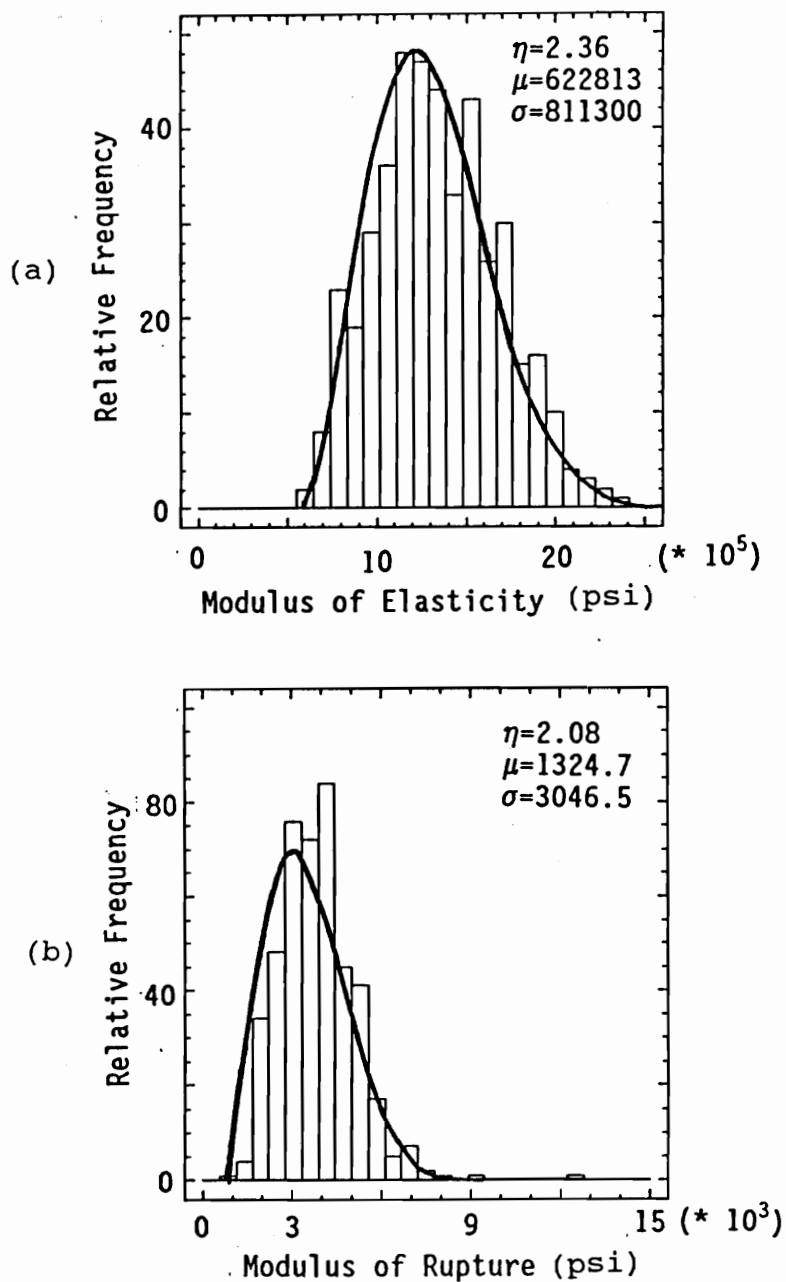 η=2.36
μ=622813
σ=811300
(a)
Relative Frequency
40
20
0
0 10 20 (* 10⁵)
Modulus of Elasticity (psi)
η=2.08
μ=1324.7
σ=3046.5
(b)
Relative Frequency
80
40
0
0 3 9 15 (* 10³)
Modulus of Rupture (psi)